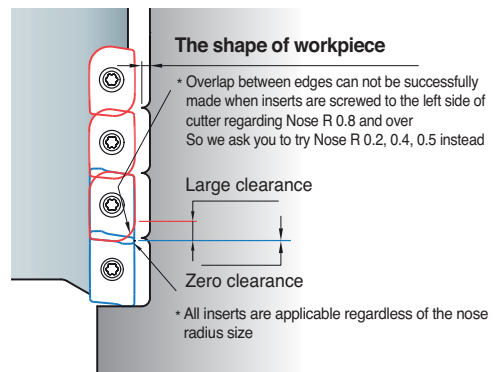 The shape of workpiece
* Overlap between edges can not be successfully
made when inserts are screwed to the left side of
cutter regarding Nose R 0.8 and over
So we ask you to try Nose R 0.2, 0.4, 0.5 instead
Large clearance
Zero clearance
* All inserts are applicable regardless of the nose
radius size